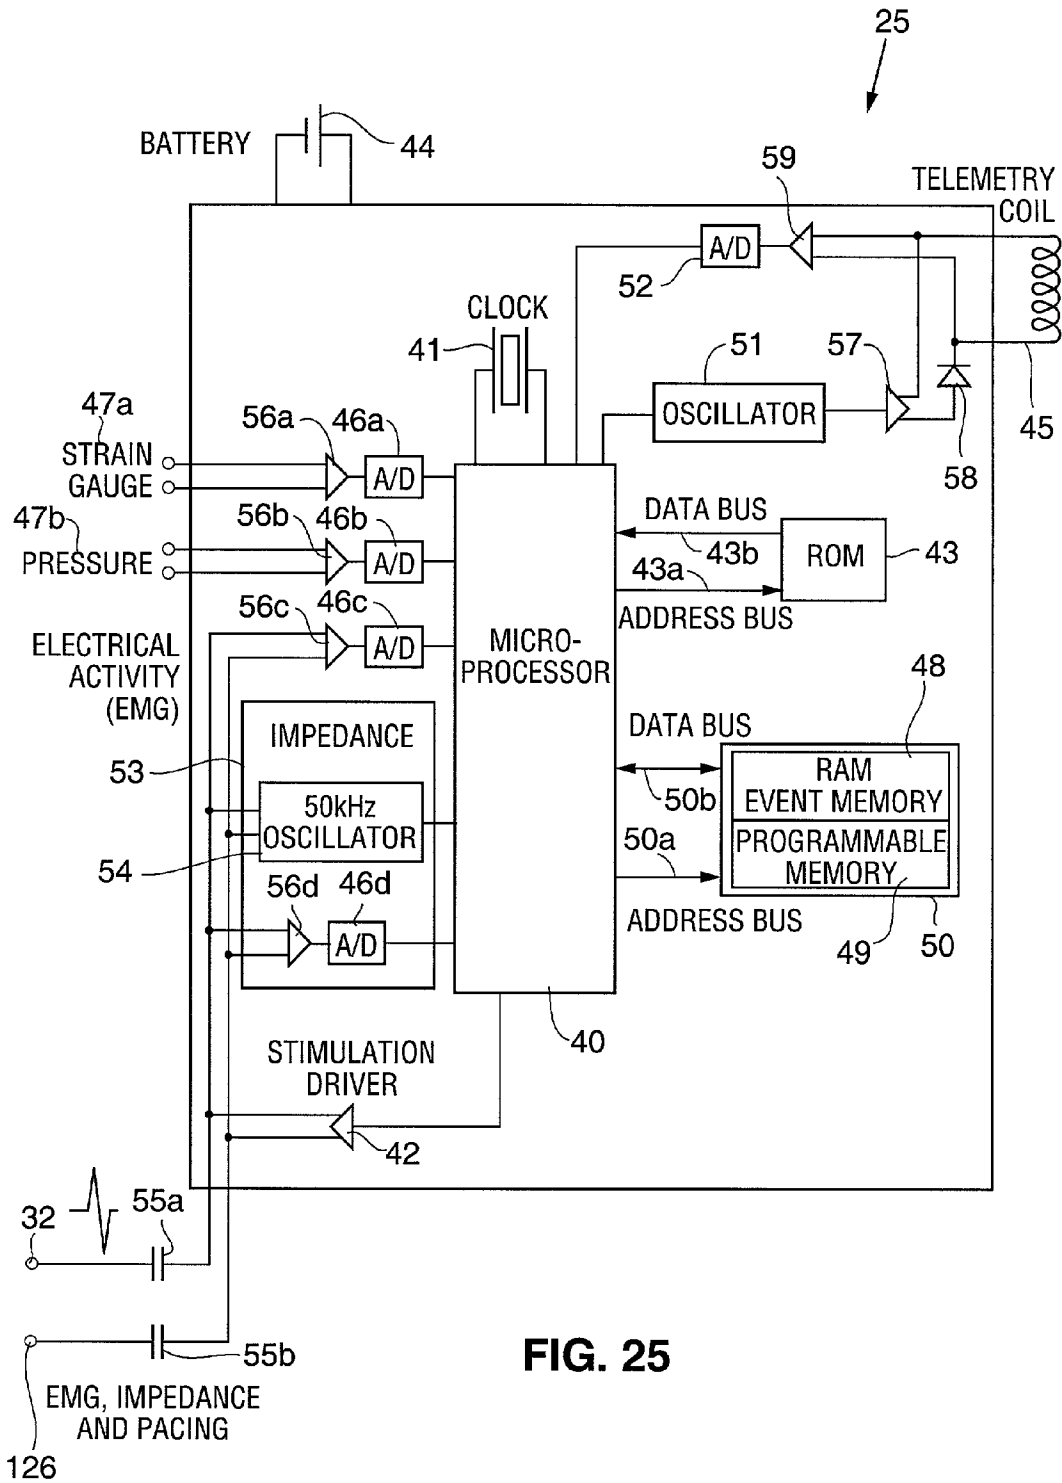 25
BATTERY
44
59
TELEMETRY
COIL
A/D
52
CLOCK
41
51
57
OSCILLATOR
45
58
47a
STRAIN
GAUGE
56a
46a
A/D
47b
PRESSURE
56b
46b
A/D
DATA BUS
43b
ROM
43
43a
ADDRESS BUS
56c
46c
A/D
ELECTRICAL
ACTIVITY
(EMG)
MICRO-
PROCESSOR
48
DATA BUS
IMPEDANCE
53
50kHz
OSCILLATOR
54
50b
RAM
EVENT MEMORY
50a
PROGRAMMABLE
MEMORY
56d
46d
A/D
ADDRESS BUS
49
50
40
STIMULATION
DRIVER
42
32
55a
55b
EMG, IMPEDANCE
AND PACING
126
FIG. 25